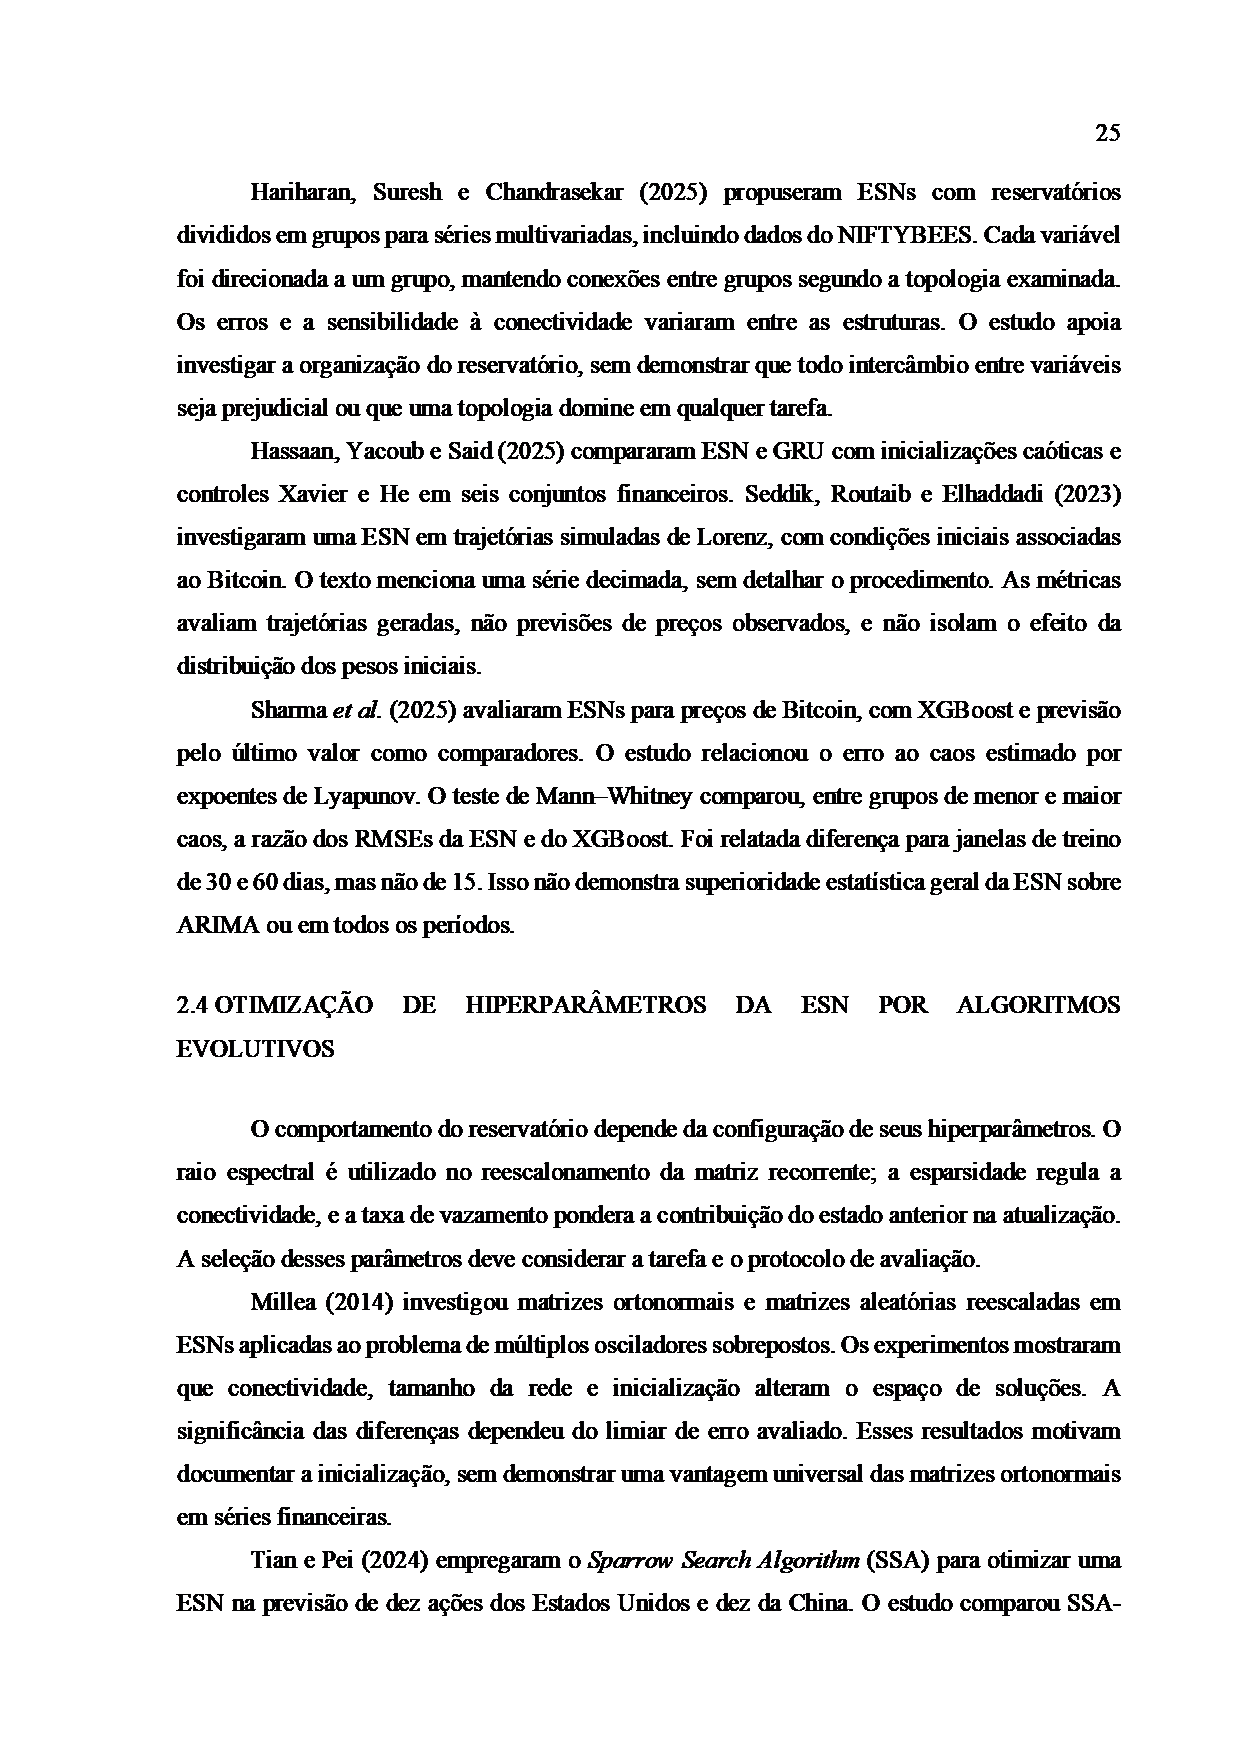 25
Hariharan, Suresh e Chandrasekar (2025) propuseram ESNs com reservatórios
divididos em grupos para séries multivariadas, incluindo dados do NIFTYBEES. Cada variável
foi direcionada a um grupo, mantendo conexões entre grupos segundo a topologia examinada.
Os erros e a sensibilidade à conectividade variaram entre as estruturas. O estudo apoia
investigar a organização do reservatório, sem demonstrar que todo intercâmbio entre variáveis
seja prejudicial ou que uma topologia domine em qualquer tarefa.
Hassaan, Yacoub e Said (2025) compararam ESN e GRU com inicializações caóticas e
controles Xavier e He em seis conjuntos financeiros. Seddik, Routaib e Elhaddadi (2023)
investigaram uma ESN em trajetórias simuladas de Lorenz, com condições iniciais associadas
ao Bitcoin. O texto menciona uma série decimada, sem detalhar o procedimento. As métricas
avaliam trajetórias geradas, não previsões de preços observados, e não isolam o efeito da
distribuição dos pesos iniciais.
Sharma et al. (2025) avaliaram ESNs para preços de Bitcoin, com XGBoost e previsão
pelo último valor como comparadores. O estudo relacionou o erro ao caos estimado por
expoentes de Lyapunov. O teste de Mann–Whitney comparou, entre grupos de menor e maior
caos, a razão dos RMSEs da ESN e do XGBoost. Foi relatada diferença para janelas de treino
de 30 e 60 dias, mas não de 15. Isso não demonstra superioridade estatística geral da ESN sobre
ARIMA ou em todos os períodos.
2.4 OTIMIZAÇÃO DE HIPERPARÂMETROS DA ESN POR ALGORITMOS
EVOLUTIVOS
O comportamento do reservatório depende da configuração de seus hiperparâmetros. O
raio espectral é utilizado no reescalonamento da matriz recorrente; a esparsidade regula a
conectividade, e a taxa de vazamento pondera a contribuição do estado anterior na atualização.
A seleção desses parâmetros deve considerar a tarefa e o protocolo de avaliação.
Millea (2014) investigou matrizes ortonormais e matrizes aleatórias reescaladas em
ESNs aplicadas ao problema de múltiplos osciladores sobrepostos. Os experimentos mostraram
que conectividade, tamanho da rede e inicialização alteram o espaço de soluções. A
significância das diferenças dependeu do limiar de erro avaliado. Esses resultados motivam
documentar a inicialização, sem demonstrar uma vantagem universal das matrizes ortonormais
em séries financeiras.
Tian e Pei (2024) empregaram o Sparrow Search Algorithm (SSA) para otimizar uma
ESN na previsão de dez ações dos Estados Unidos e dez da China. O estudo comparou SSA-